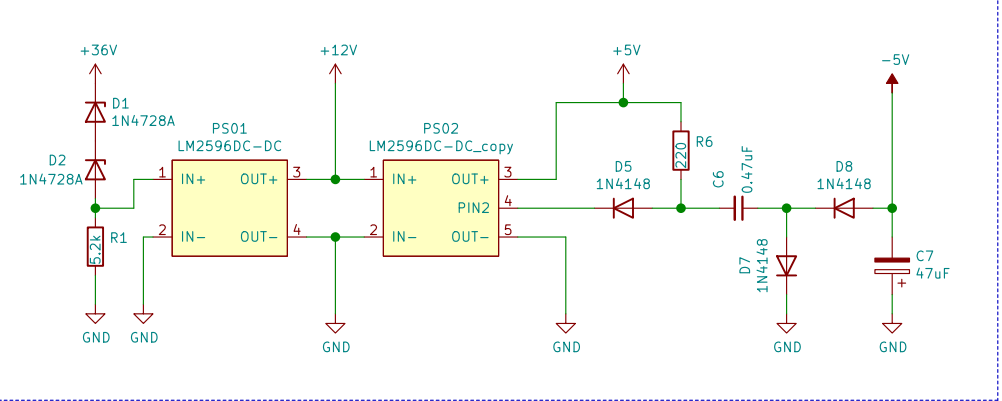 +36V
+12V
+5V
-5V
D1
1N4728A
D2
1N4728A
R1
5.2k
GND
GND
PS01
LM2596DC-DC
1
IN+
OUT+
3
2
IN-
OUT-
4
GND
PS02
LM2596DC-DC_copy
1
IN+
OUT+
3
PIN2
4
2
IN-
OUT-
5
GND
D5
1N4148
R6
220
C6
0.47uF
D7
1N4148
GND
D8
1N4148
C7
47uF
+
GND